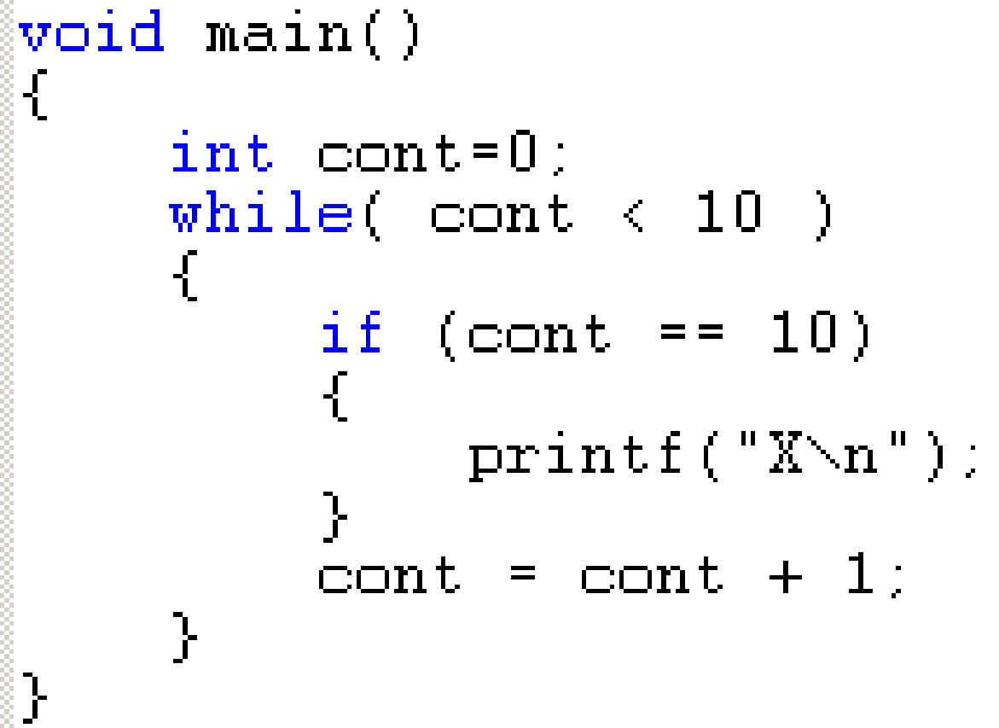 void main()
{
     int cont=0;
     while( cont < 10 )
     {
          if (cont == 10)
          {
               printf("X\n");
          }
          cont = cont + 1;
     }
}